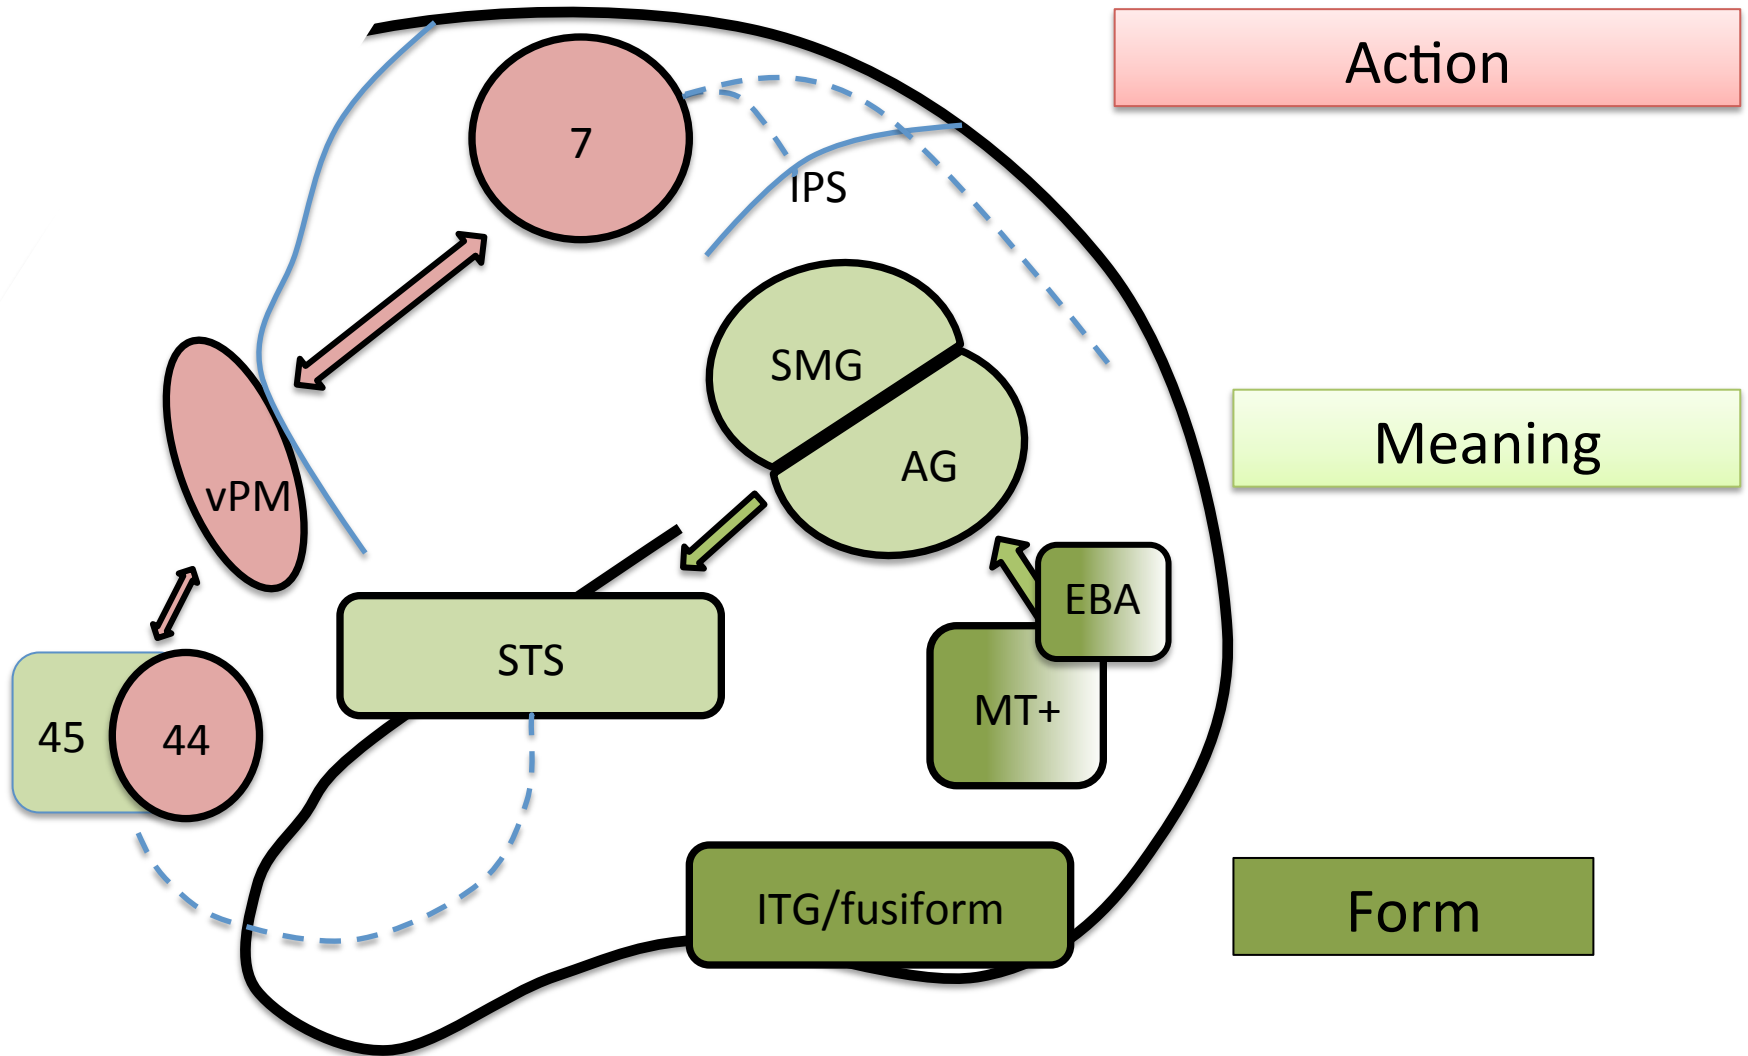 Action
7
IPS
SMG
Meaning
AG
vPM
EBA
STS
MT+
45
44
ITG/fusiform
Form